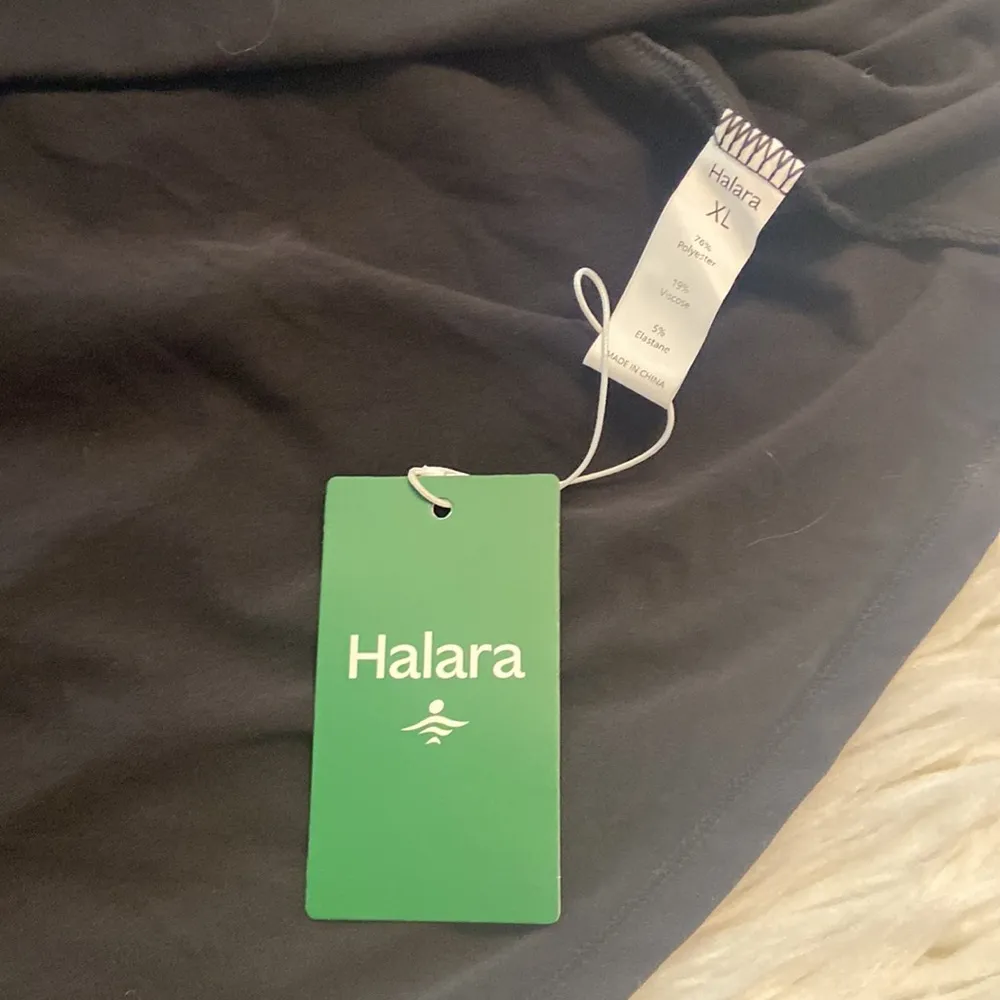 Halara
XL
76%
Polyester
19%
Viscose
5%
Elastane
MADE IN CHINA
Halara